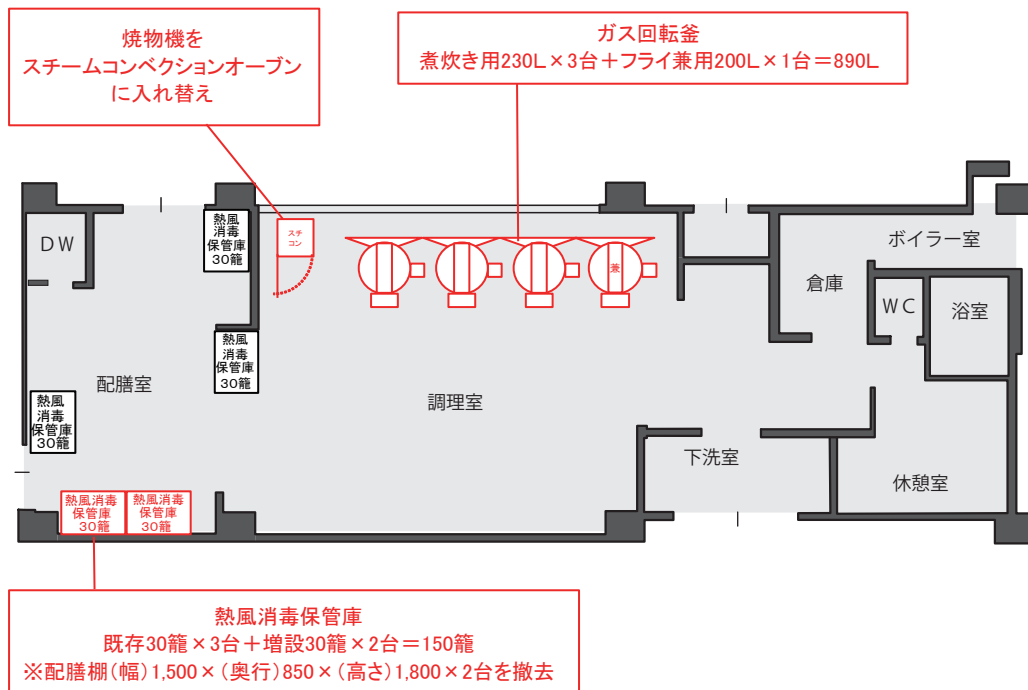 焼物機を
スチームコンベクションオーブン
に入れ替え
ガス回転釜
煮炊き用230L×3台+フライ兼用200L×1台=890L
DW
熱風
消毒
保管庫
30籠
スチ
コン
兼
ボイラー室
倉庫
WC
浴室
熱風
消毒
保管庫
30籠
配膳室
熱風
消毒
保管庫
30籠
調理室
下洗室
休憩室
熱風消毒
保管庫
30籠
熱風消毒
保管庫
30籠
熱風消毒保管庫
既存30籠×3台+増設30籠×2台=150籠
※配膳棚(幅)1,500×(奥行)850×(高さ)1,800×2台を撤去